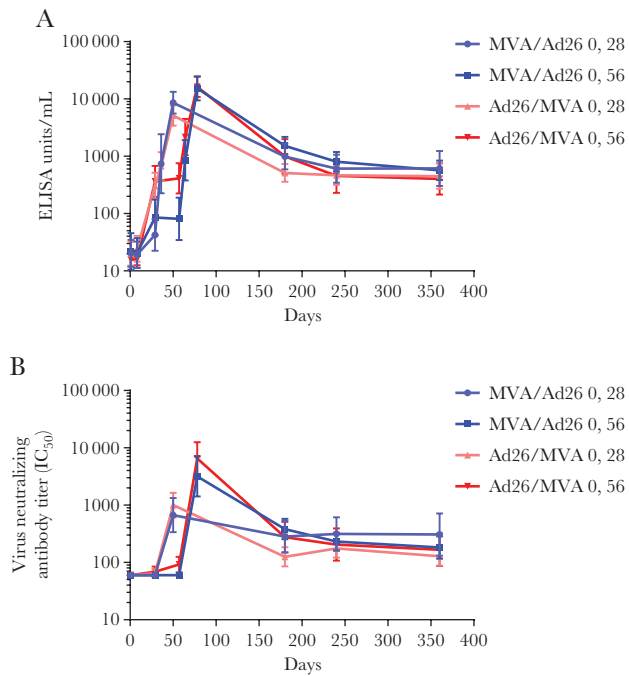 A
ELISA units/mL
100 000
10 000
1000
100
10
0 50 100 150 200 250 300 350 400
Days
MVA/Ad26 0, 28
MVA/Ad26 0, 56
Ad26/MVA 0, 28
Ad26/MVA 0, 56
B
Virus neutralizing
antibody titer (IC50)
100 000
10 000
1000
100
10
0 50 100 150 200 250 300 350 400
Days
MVA/Ad26 0, 28
MVA/Ad26 0, 56
Ad26/MVA 0, 28
Ad26/MVA 0, 56